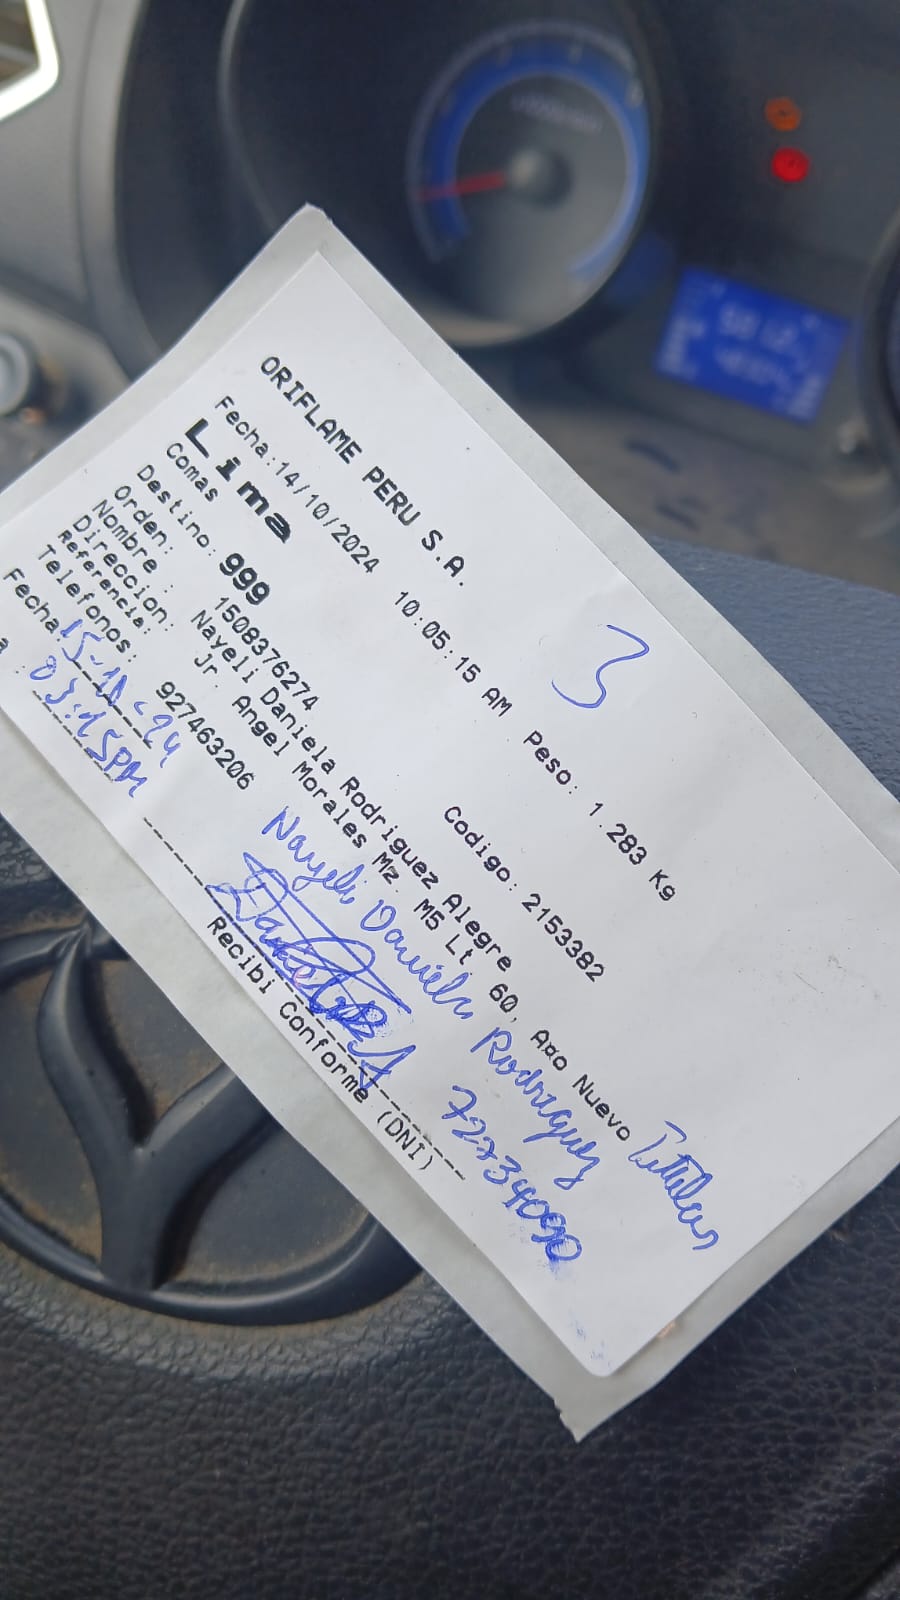 ORIFLAME PERU S.A.
Fecha:14/10/2024 10:05:15 AM Peso: 1.283 Kg
Lima
Comas
Destino: 999 Codigo: 2153382
Orden: 1508376274
Nombre : Nayeli Daniela Rodriguez Alegre
Direccion: Jr. Angel Morales Mz. M5 Lt 60, Año Nuevo
Referencia:
Telefonos: 927463206
Fecha: 15-10-24
03:15PM
3
Nayeli Daniela Rodriguez
72734090
Recibi Conforme (DNI)